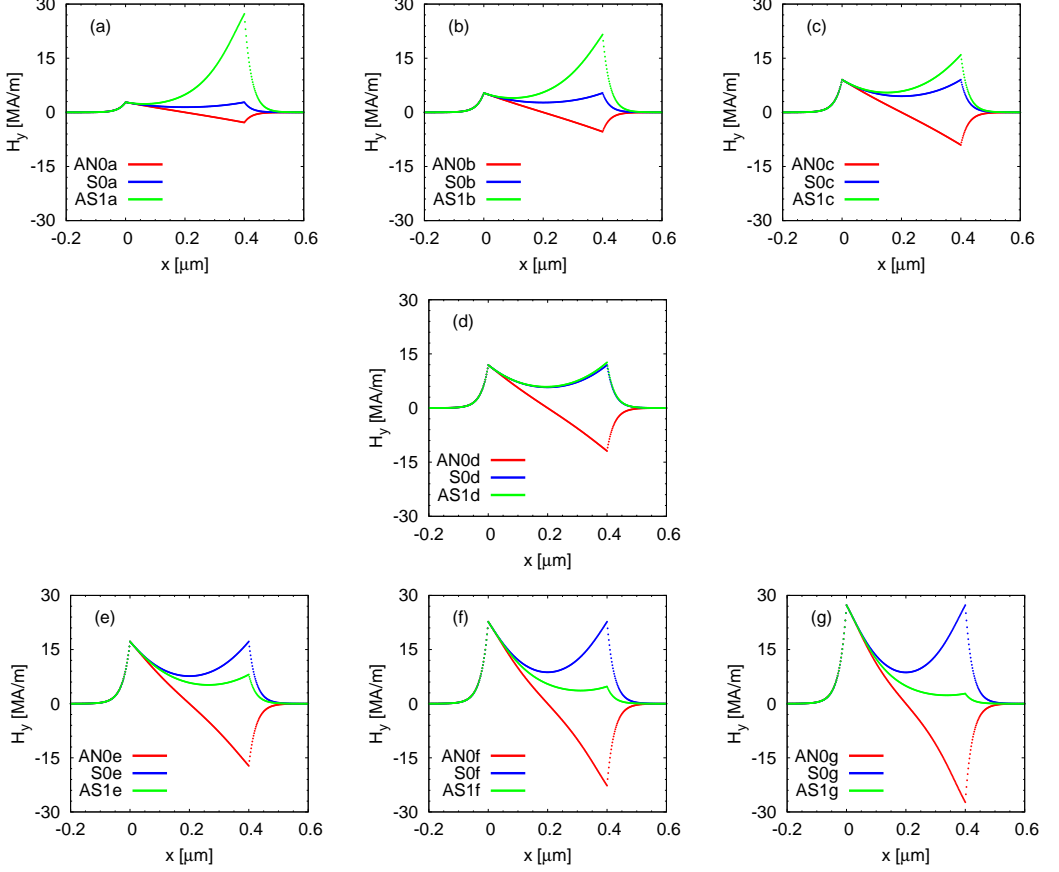 (a)
H_y [MA/m]
30
15
0
-15
-30
AN0a
S0a
AS1a
-0.2 0 0.2 0.4 0.6
x [μm]
(b)
H_y [MA/m]
30
15
0
-15
-30
AN0b
S0b
AS1b
-0.2 0 0.2 0.4 0.6
x [μm]
(c)
H_y [MA/m]
30
15
0
-15
-30
AN0c
S0c
AS1c
-0.2 0 0.2 0.4 0.6
x [μm]
(d)
H_y [MA/m]
30
15
0
-15
-30
AN0d
S0d
AS1d
-0.2 0 0.2 0.4 0.6
x [μm]
(e)
H_y [MA/m]
30
15
0
-15
-30
AN0e
S0e
AS1e
-0.2 0 0.2 0.4 0.6
x [μm]
(f)
H_y [MA/m]
30
15
0
-15
-30
AN0f
S0f
AS1f
-0.2 0 0.2 0.4 0.6
x [μm]
(g)
H_y [MA/m]
30
15
0
-15
-30
AN0g
S0g
AS1g
-0.2 0 0.2 0.4 0.6
x [μm]